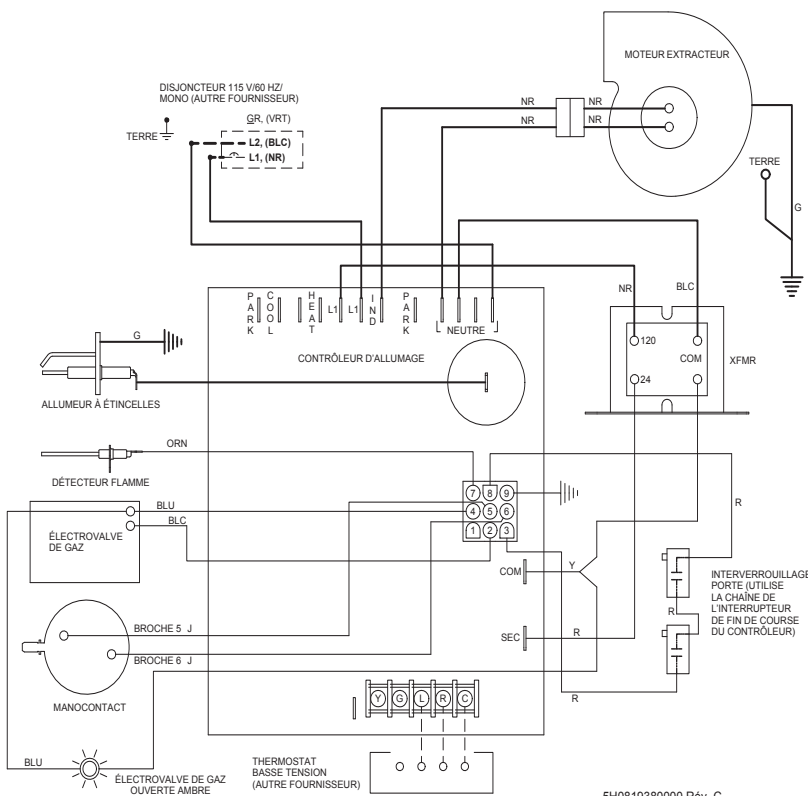 MOTEUR EXTRACTEUR
DISJONCTEUR 115 V/60 HZ/
MONO (AUTRE FOURNISSEUR)
GR, (VRT)
TERRE
L2, (BLC)
L1, (NR)
NR
NR
NR
NR
TERRE
G
NR
BLC
PARK
COOL
HEAT
L1
L1
IND
PARK
NEUTRE
G
CONTRÔLEUR D'ALLUMAGE
120
COM
XFMR
24
ALLUMEUR À ÉTINCELLES
ORN
DÉTECTEUR FLAMME
7 8 9
4 5 6
1 2 3
BLU
BLC
ÉLECTROVALVE
DE GAZ
R
COM
Y
INTERVERROUILLAGE
PORTE (UTILISE
LA CHAÎNE DE
L'INTERRUPTEUR
DE FIN DE COURSE
DU CONTRÔLEUR)
R
BROCHE 5 J
BROCHE 6 J
SEC
R
R
MANOCONTACT
Y G L R C
BLU
ÉLECTROVALVE DE GAZ
OUVERTE AMBRE
THERMOSTAT
BASSE TENSION
(AUTRE FOURNISSEUR)
5H0819380000 Rév. C